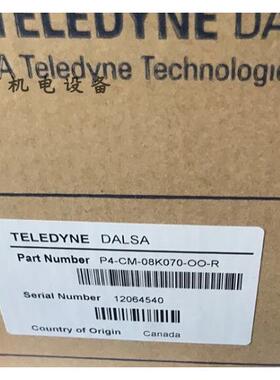 TELEDYNE DA
A Teledyne Technologie
机电设备
TELEDYNE DALSA
Part Number P4-CM-08K070-OO-R
Serial Number 12064540
Country of Origin Canada